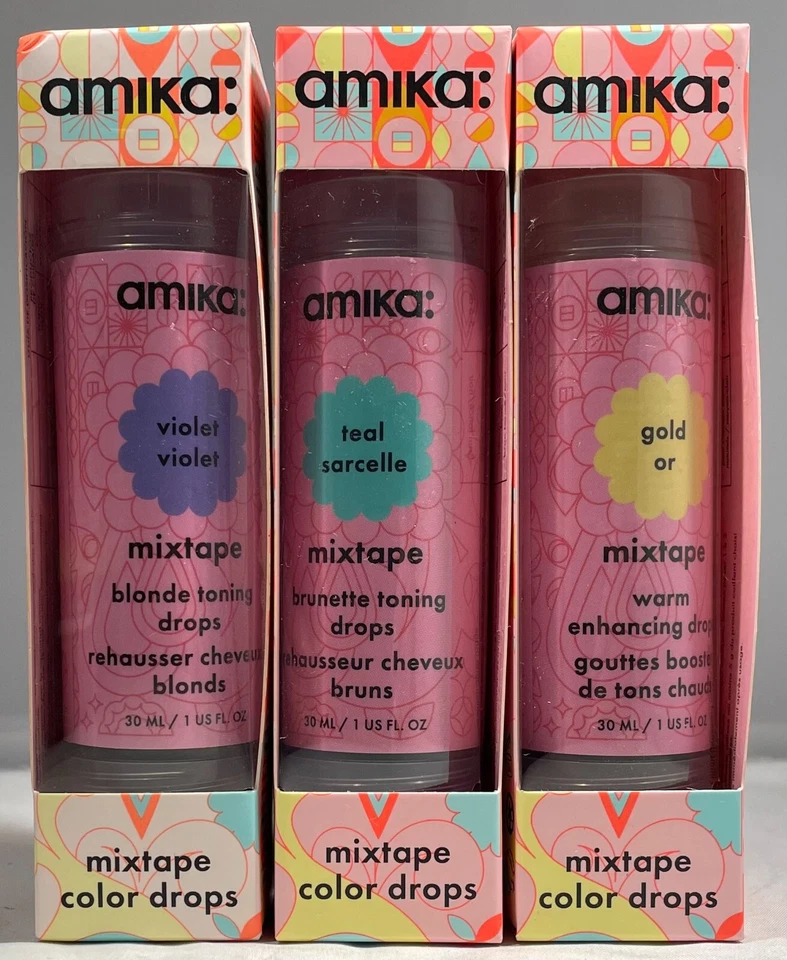 amika:
amika:
violet
violet
mixtape
blonde toning
drops
rehausser cheveux
blonds
30 ML / 1 US FL. OZ
mixtape
color drops
amika:
amika:
teal
sarcelle
mixtape
brunette toning
drops
rehausseur cheveux
bruns
30 ML / 1 US FL. OZ
mixtape
color drops
amika:
amika:
gold
or
mixtape
warm
enhancing drop
gouttes booste
de tons chauds
30 ML / 1 US FL. OZ
mixtape
color drops